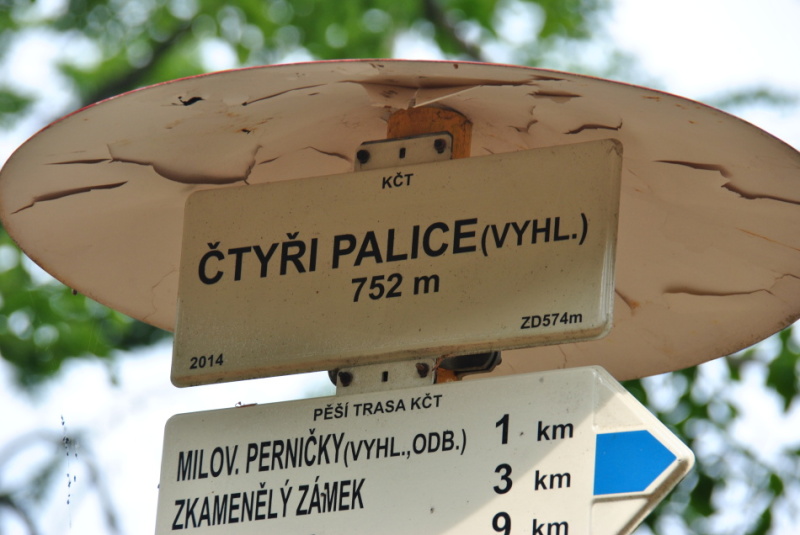 KČT
ČTYŘI PALICE (VYHL.)
752 m
2014 ZD574m
PĚŠÍ TRASA KČT
MILOV. PERNIČKY (VYHL.,ODB.) 1 km
ZKAMENĚLÝ ZÁMEK 3 km
9 km